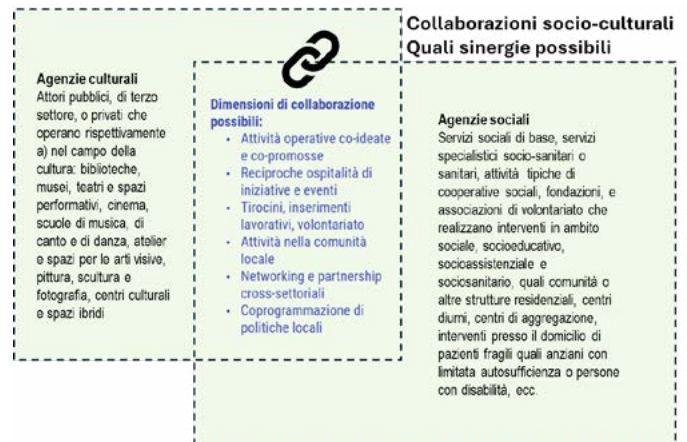 Collaborazioni socio-culturali
Quali sinergie possibili
Agenzie culturali
Attori pubblici, di terzo
settore, o privati che
operano rispettivamente
a) nel campo della
cultura: biblioteche,
musei, teatri e spazi
performativi, cinema,
scuole di musica, di
canto e di danza, atelier
e spazi per le arti visive,
pittura, scultura e
fotografia, centri culturali
e spazi ibridi
Dimensioni di collaborazione
possibili:
• Attività operative co-ideate
e co-promosse
• Reciproche ospitalità di
iniziative e eventi
• Tirocini, inserimenti
lavorativi, volontariato
• Attività nella comunità
locale
• Networking e partnership
cross-settoriali
• Coprogrammazione di
politiche locali
Agenzie sociali
Servizi sociali di base, servizi
specialistici socio-sanitari o
sanitari, attività tipiche di
cooperative sociali, fondazioni, e
associazioni di volontariato che
realizzano interventi in ambito
sociale, socioeducativo,
socioassistenziale e
sociosanitario, quali comunità o
altre strutture residenziali, centri
diurni, centri di aggregazione,
interventi presso il domicilio di
pazienti fragili quali anziani con
limitata autosufficienza o persone
con disabilità, ecc.